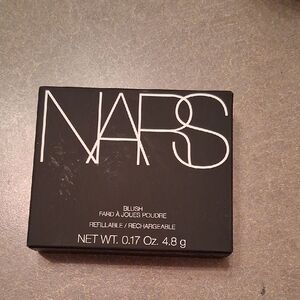 NARS
BLUSH
FARD À JOUES POUDRE
REFILLABLE / RECHARGEABLE
NET WT. 0.17 Oz. 4.8 g